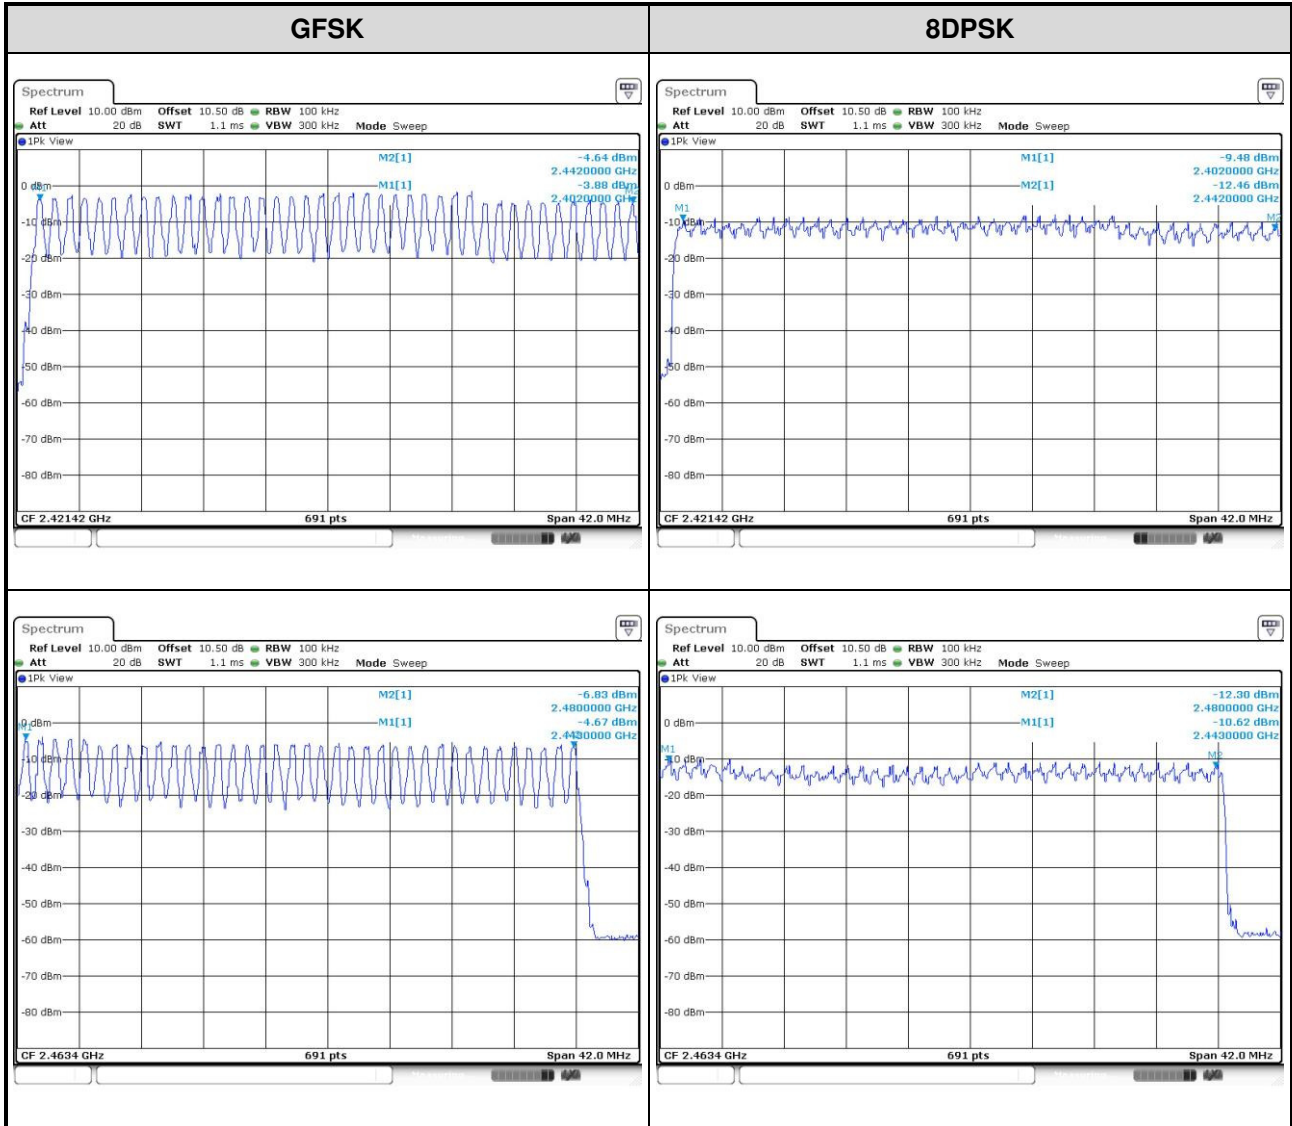 GFSK 8DPSK
Spectrum
Ref Level 10.00 dBm Offset 10.50 dB RBW 100 kHz
Att 20 dB SWT 1.1 ms VBW 300 kHz Mode Sweep
1Pk View
M2[1] -4.64 dBm
2.4420000 GHz
0 dBm M1[1] -3.88 dBm
2.4020000 GHz
-10 dBm
-20 dBm
-30 dBm
-40 dBm
-50 dBm
-60 dBm
-70 dBm
-80 dBm
CF 2.42142 GHz 691 pts Span 42.0 MHz
Spectrum
Ref Level 10.00 dBm Offset 10.50 dB RBW 100 kHz
Att 20 dB SWT 1.1 ms VBW 300 kHz Mode Sweep
1Pk View
M1[1] -9.48 dBm
2.4020000 GHz
0 dBm M2[1] -12.46 dBm
2.4420000 GHz
M1
M2
-10 dBm
-20 dBm
-30 dBm
-40 dBm
-50 dBm
-60 dBm
-70 dBm
-80 dBm
CF 2.42142 GHz 691 pts Span 42.0 MHz
Spectrum
Ref Level 10.00 dBm Offset 10.50 dB RBW 100 kHz
Att 20 dB SWT 1.1 ms VBW 300 kHz Mode Sweep
1Pk View
M2[1] -6.83 dBm
2.4800000 GHz
0 dBm M1[1] -4.67 dBm
2.4430000 GHz
M1
-10 dBm
-20 dBm
-30 dBm
-40 dBm
-50 dBm
-60 dBm
-70 dBm
-80 dBm
CF 2.4634 GHz 691 pts Span 42.0 MHz
Spectrum
Ref Level 10.00 dBm Offset 10.50 dB RBW 100 kHz
Att 20 dB SWT 1.1 ms VBW 300 kHz Mode Sweep
1Pk View
M2[1] -12.30 dBm
2.4800000 GHz
0 dBm M1[1] -10.62 dBm
2.4430000 GHz
M1
M2
-10 dBm
-20 dBm
-30 dBm
-40 dBm
-50 dBm
-60 dBm
-70 dBm
-80 dBm
CF 2.4634 GHz 691 pts Span 42.0 MHz